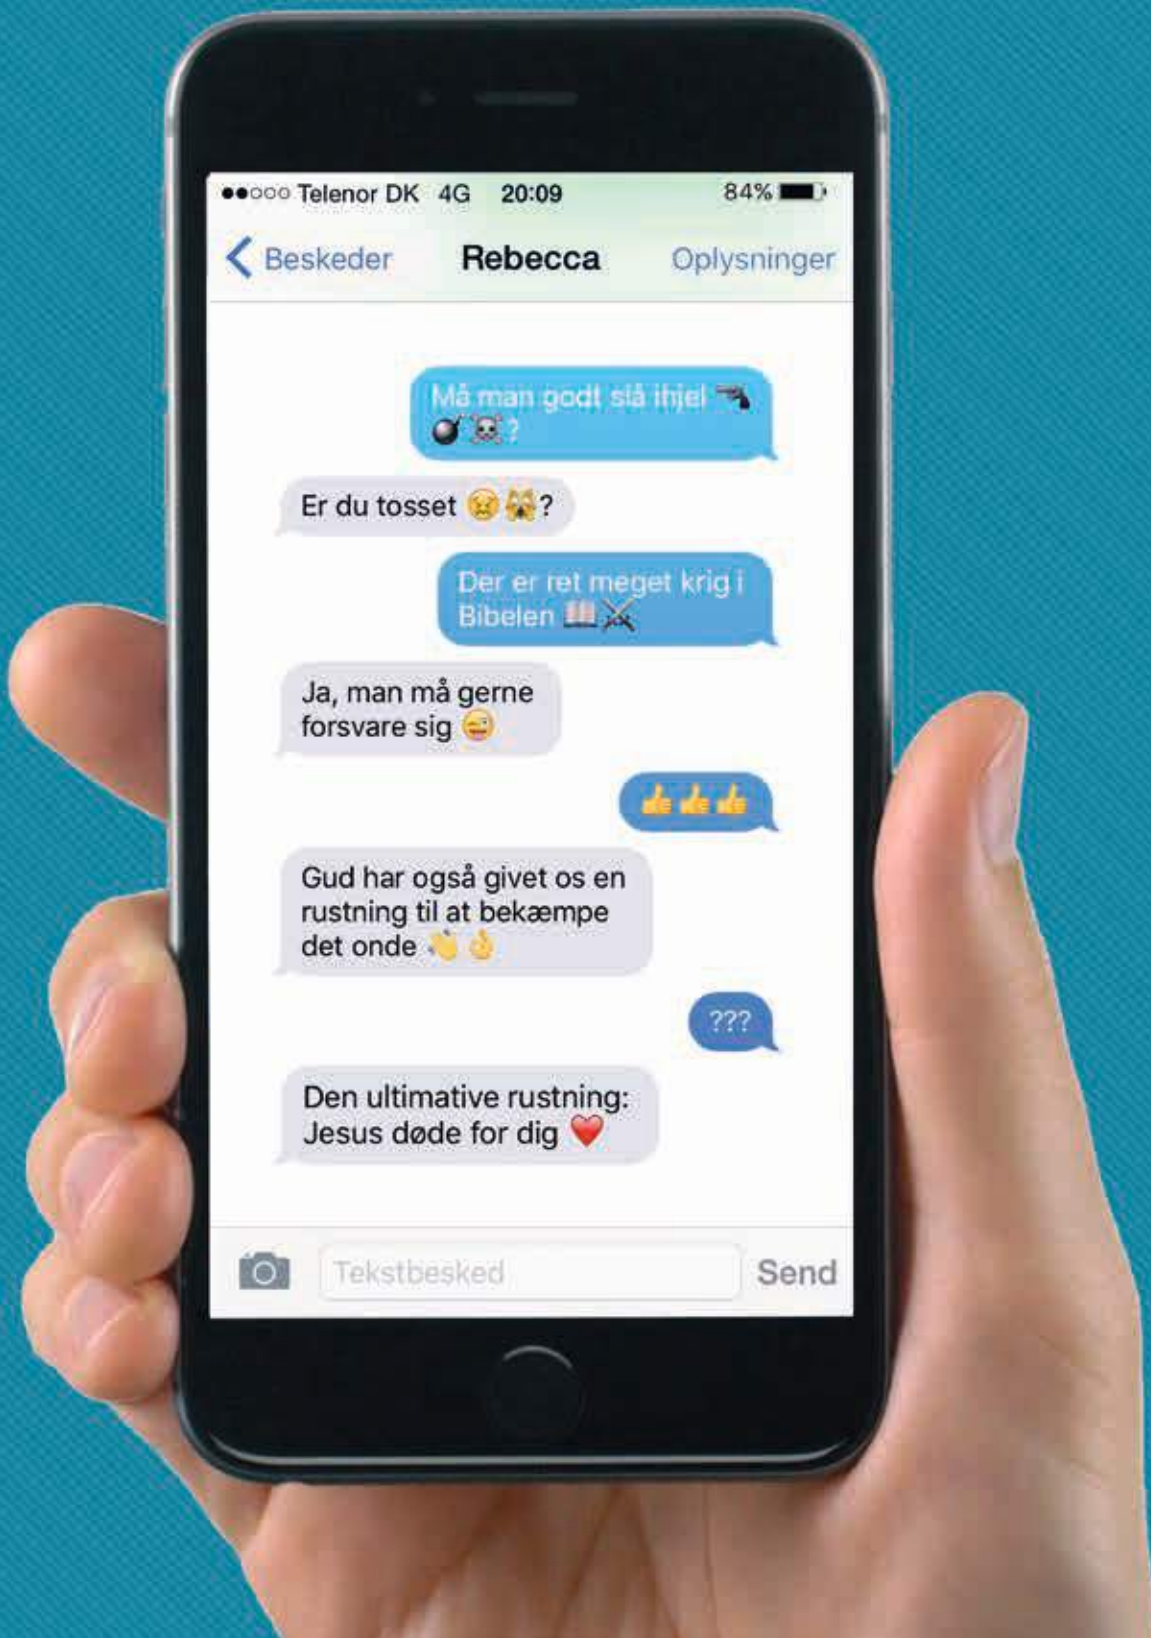 Telenor DK 4G 20:09 84%
Beskeder Rebecca Oplysninger
Må man godt slå ihjel 🔫
💣☠️?
Er du tosset 😣🙀?
Der er ret meget krig i
Bibelen 📖⚔️
Ja, man må gerne
forsvare sig 😜
👍👍👍
Gud har også givet os en
rustning til at bekæmpe
det onde 👋👌
???
Den ultimative rustning:
Jesus døde for dig ❤️
Tekstbesked Send